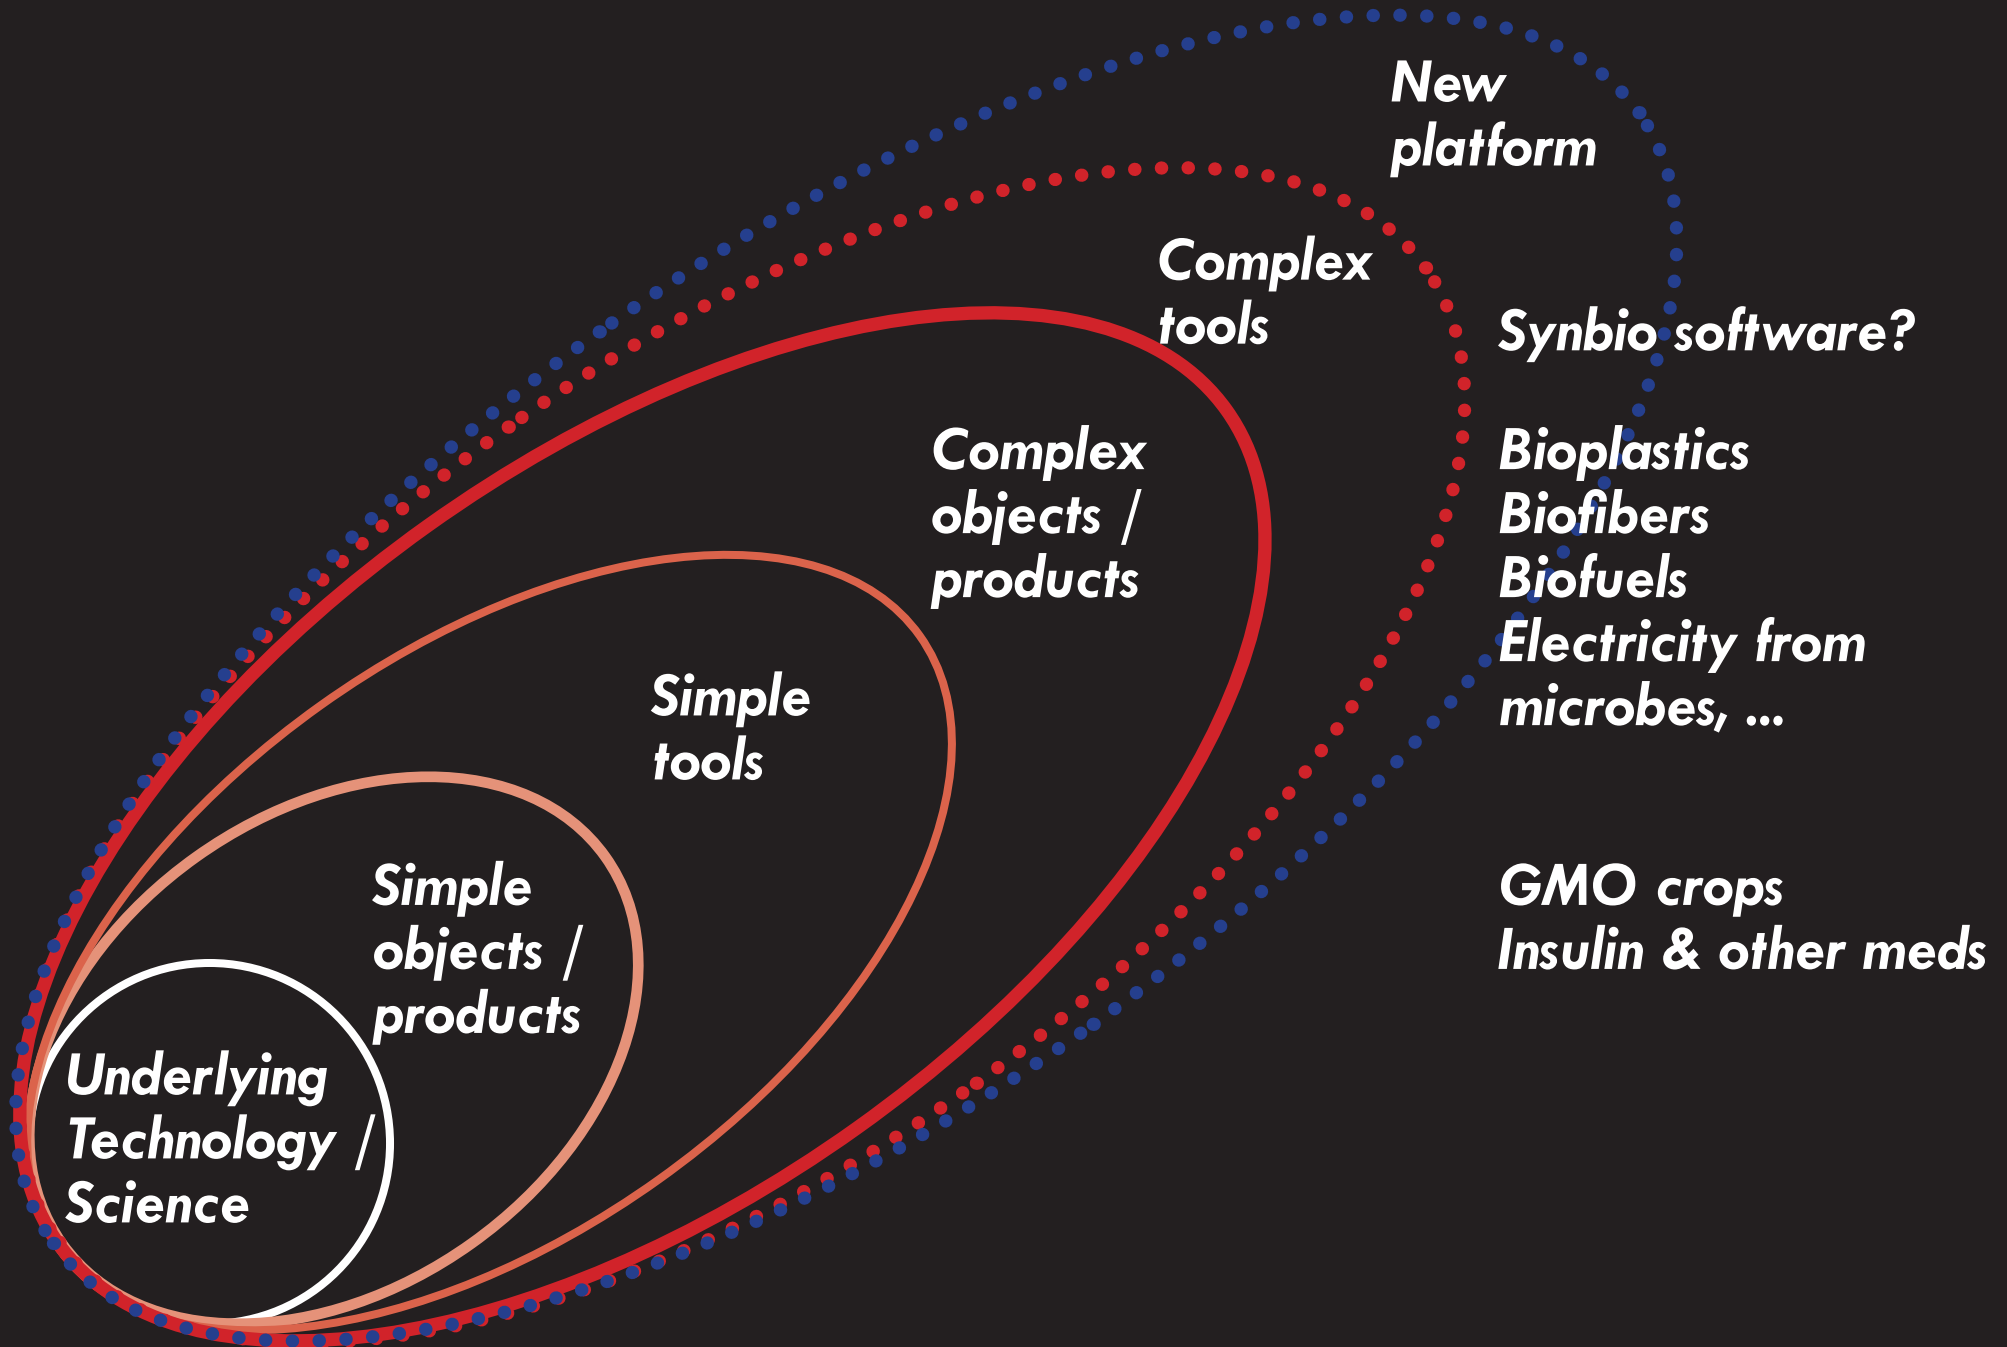 New
platform
Complex
tools
Synbio software?
Complex
objects /
products
Bioplastics
Biofibers
Biofuels
Electricity from
microbes, ...
Simple
tools
Simple
objects /
products
GMO crops
Insulin & other meds
Underlying
Technology /
Science